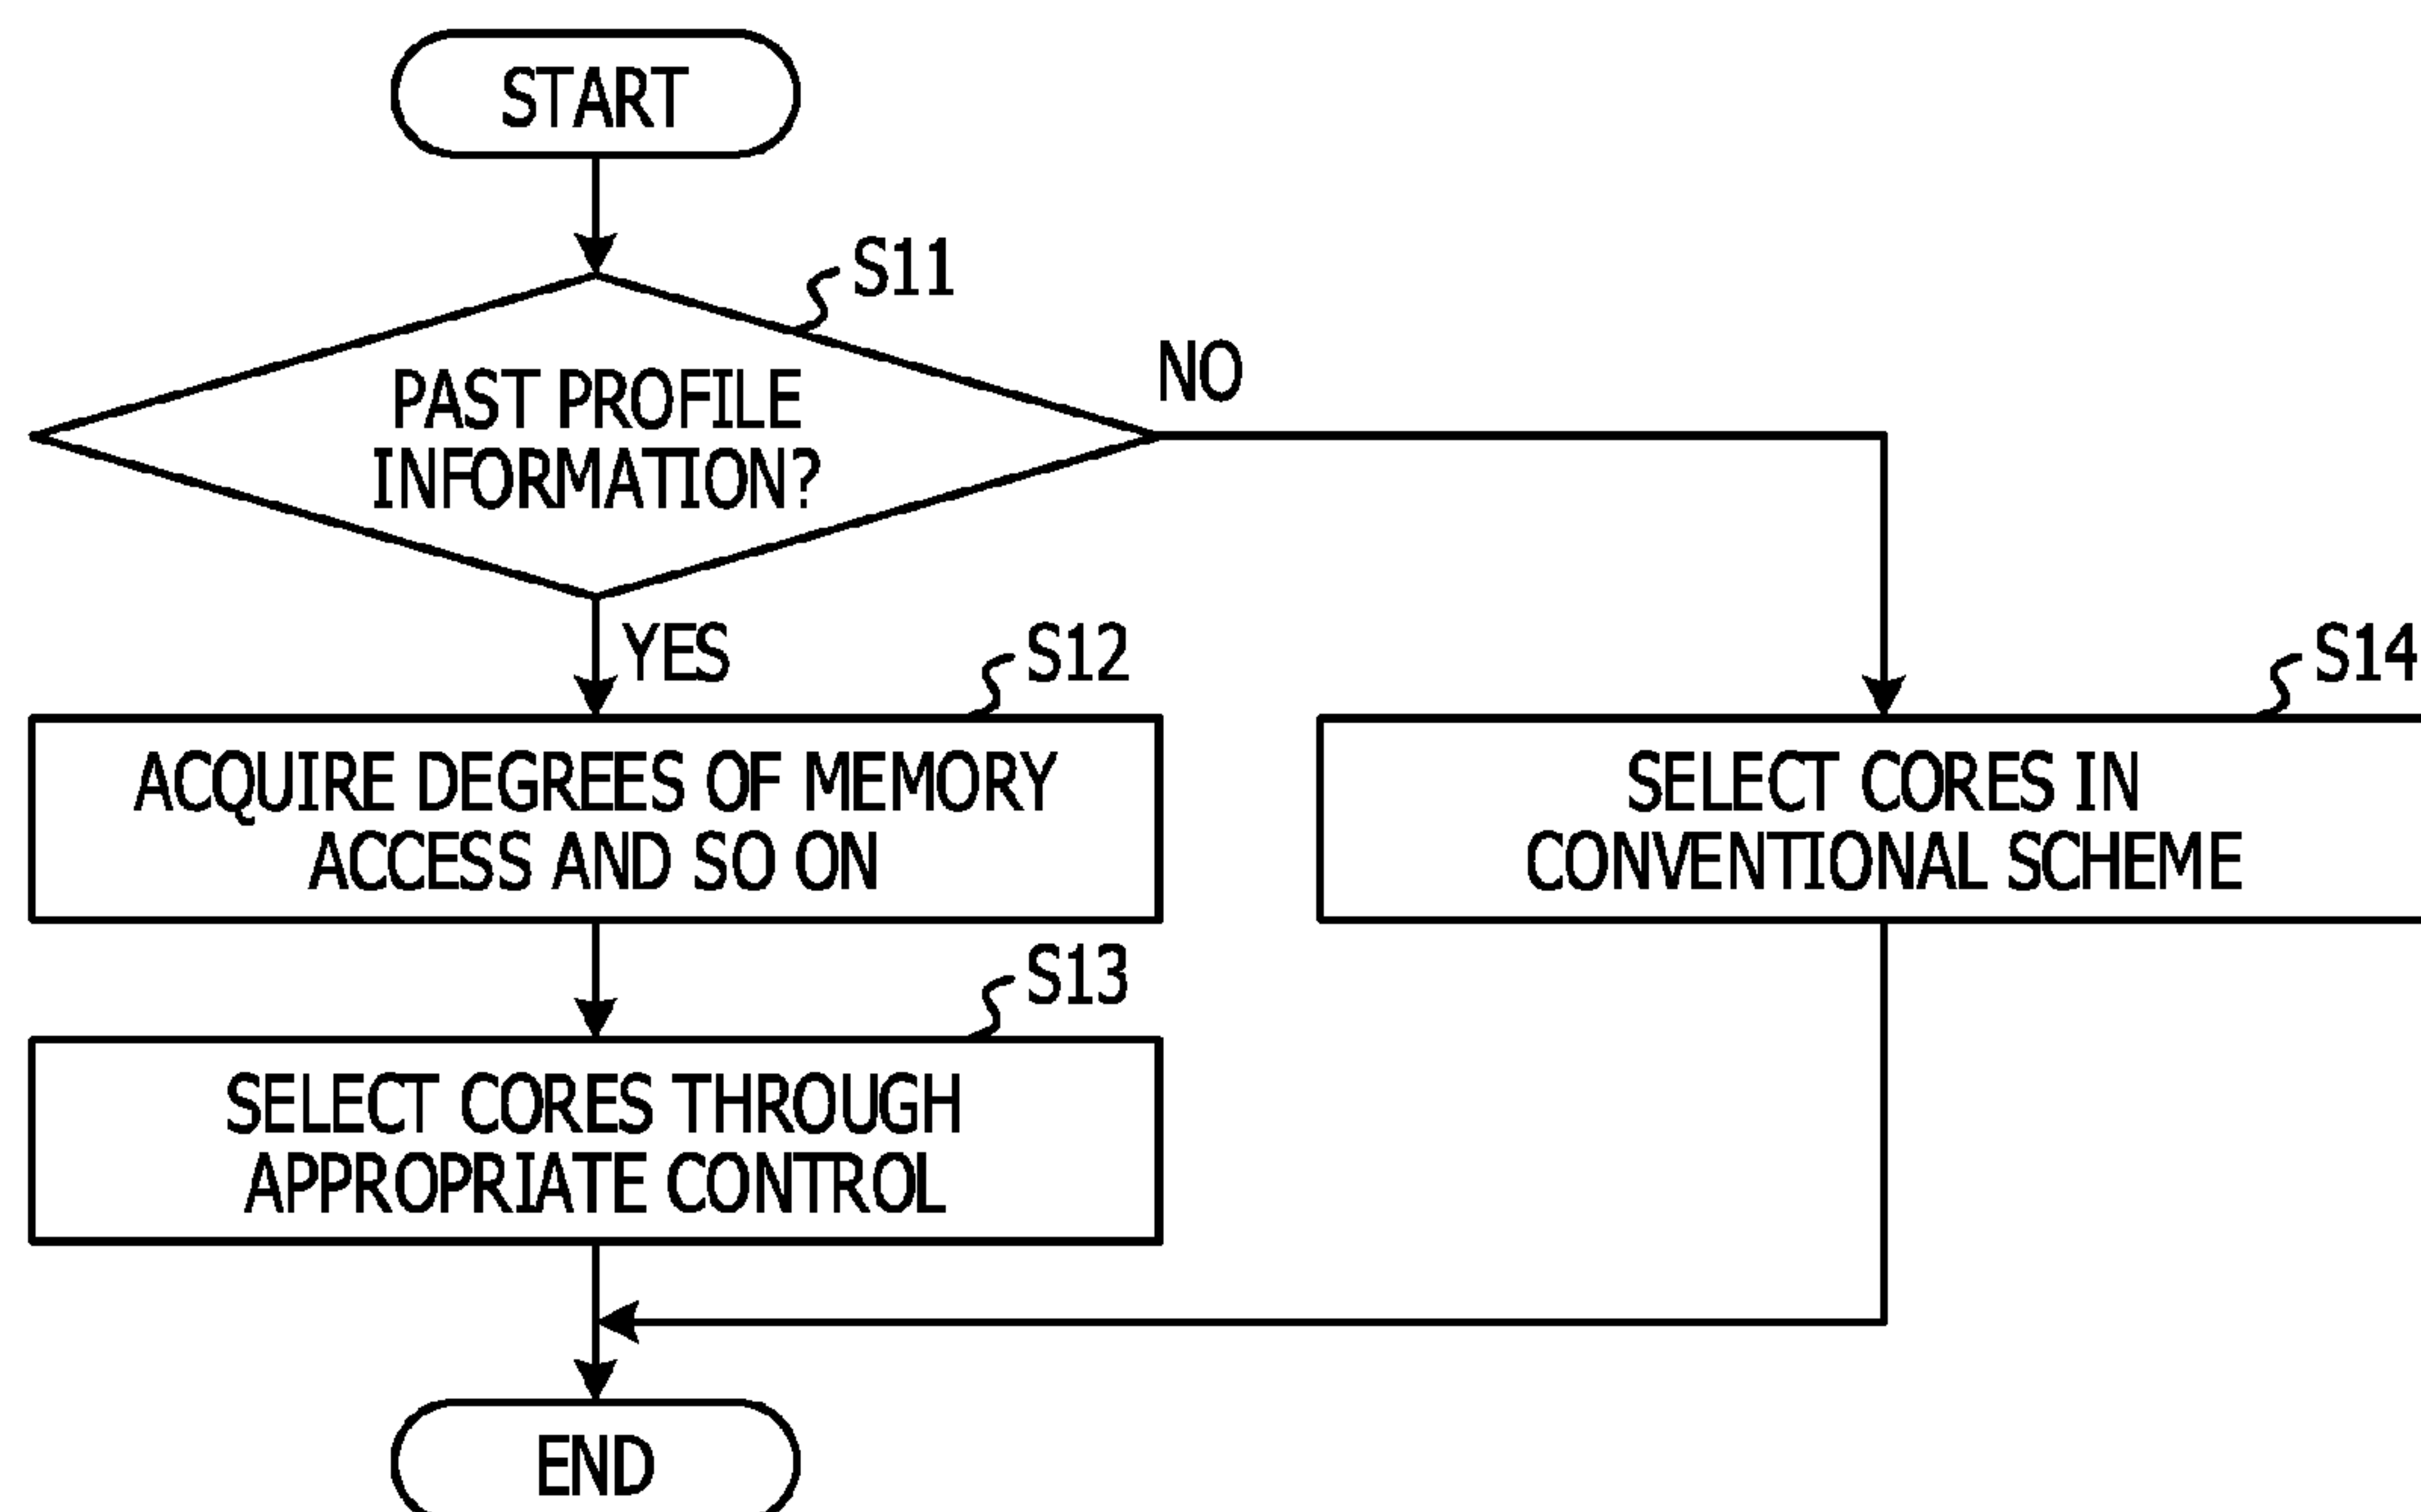 START
S11
PAST PROFILE
INFORMATION?
NO
YES
S12
ACQUIRE DEGREES OF MEMORY
ACCESS AND SO ON
S14
SELECT CORES IN
CONVENTIONAL SCHEME
S13
SELECT CORES THROUGH
APPROPRIATE CONTROL
END